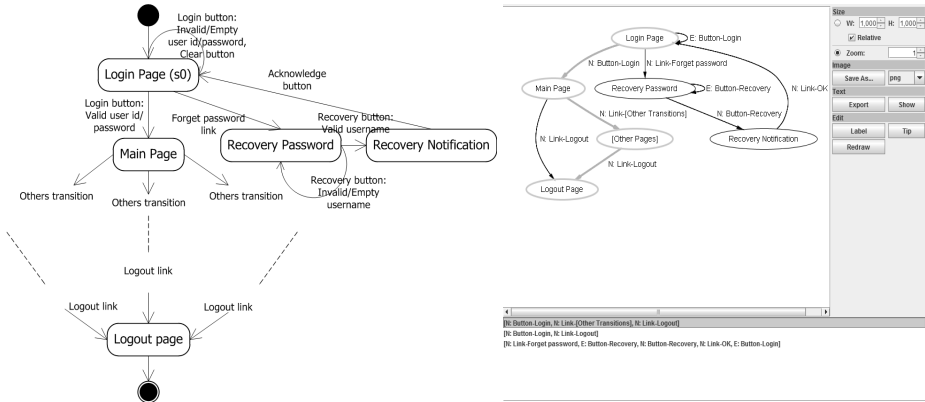 Login button:
Invalid/Empty
user id/password,
Clear button
Login Page (s0)
Acknowledge
button
Login button:
Valid user id/
password
Forget password
link
Recovery button:
Valid username
Main Page
Recovery Password
Recovery Notification
Recovery button:
Invalid/Empty
username
Others transition
Others transition
Others transition
Logout link
Logout link
Logout link
Logout page
Login Page
E: Button-Login
N: Button-Login
N: Link-Forget password
Main Page
Recovery Password
E: Button-Recovery
N: Link-OK
N: Link-[Other Transitions]
N: Button-Recovery
N: Link-Logout
[Other Pages]
Recovery Notification
N: Link-Logout
Logout Page
Size
W: 1,000 H: 1,000
Relative
Zoom: 1
Image
Save As... png
Text
Export Show
Edit
Label Tip
Redraw
[N: Button-Login, N: Link-[Other Transitions], N: Link-Logout]
[N: Button-Login, N: Link-Logout]
[N: Link-Forget password, E: Button-Recovery, N: Button-Recovery, N: Link-OK, E: Button-Login]